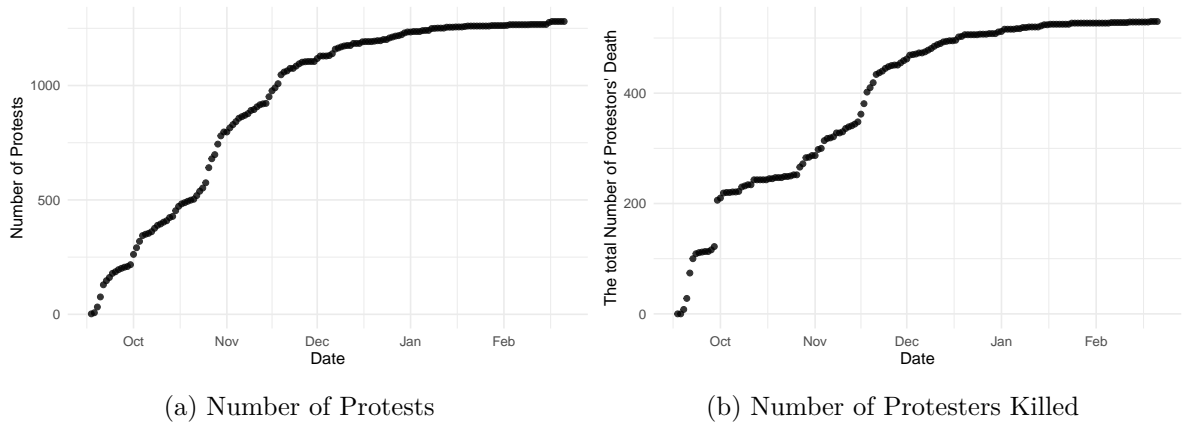 Number of Protests
1000
500
0
Oct Nov Dec Jan Feb
Date
(a) Number of Protests
The total Number of Protestors' Death
400
200
0
Oct Nov Dec Jan Feb
Date
(b) Number of Protesters Killed